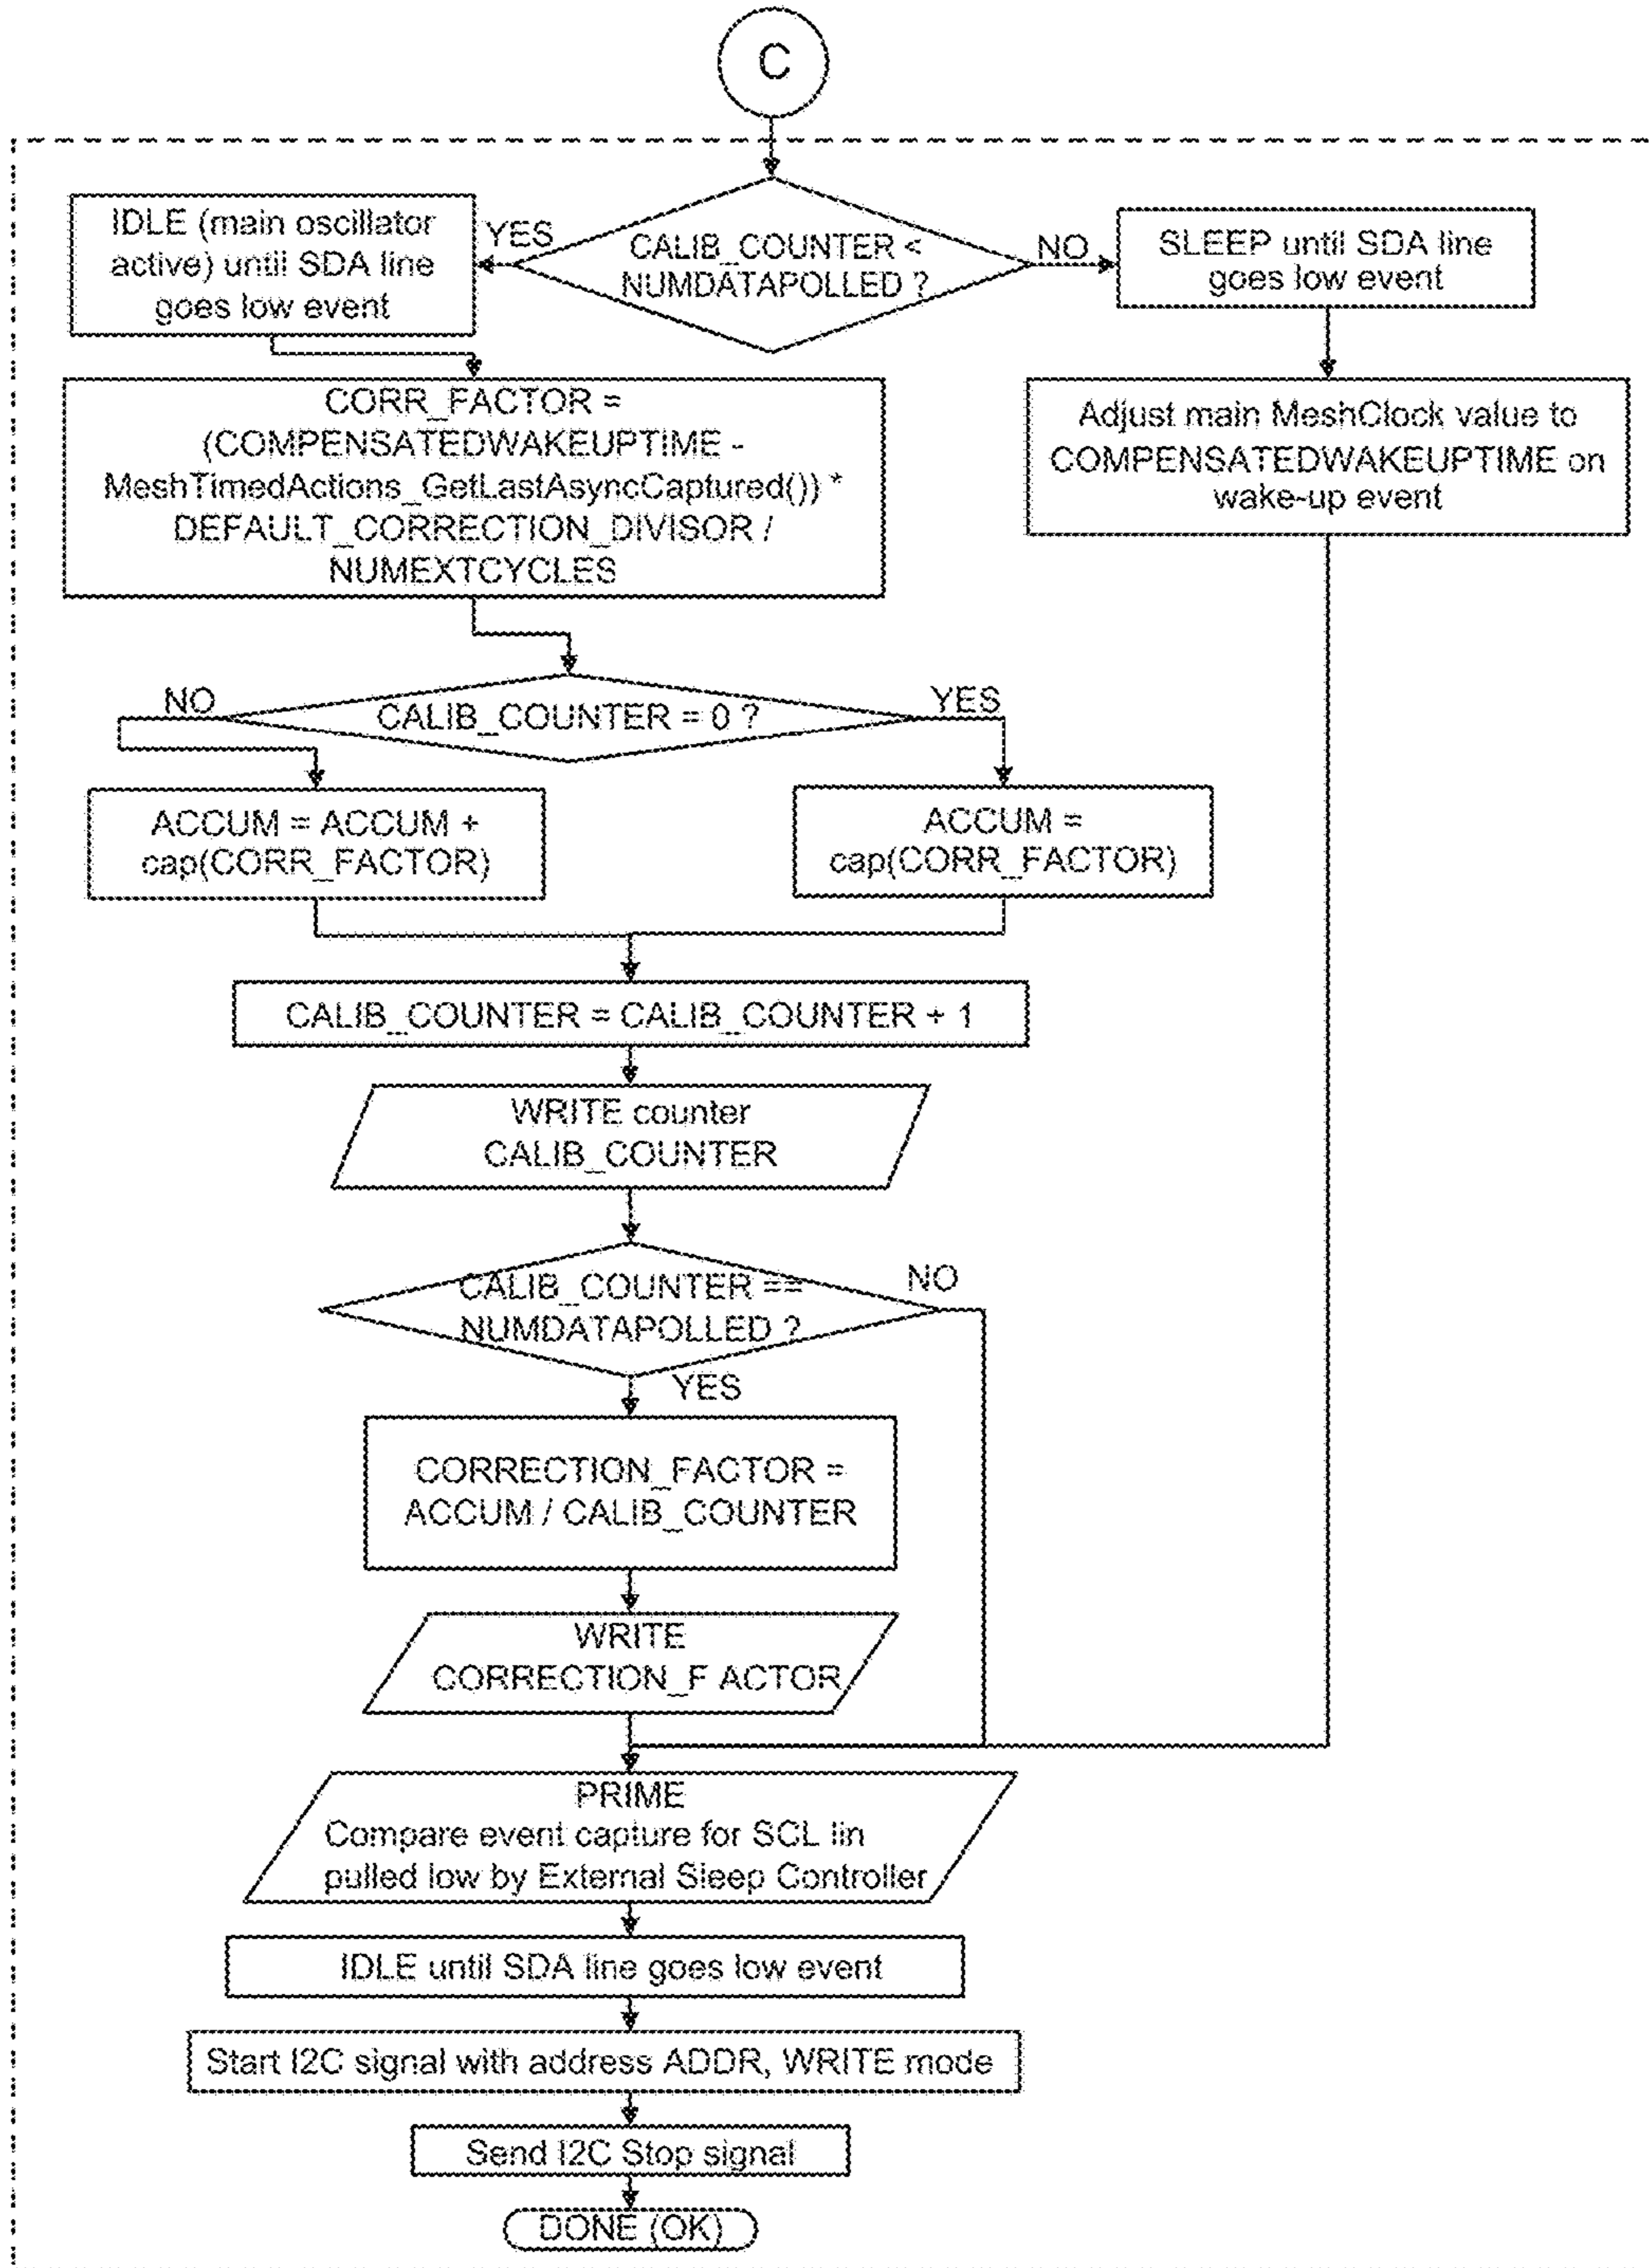 C
IDLE (main oscillator
active) until SDA line
goes low event
YES
CALIB_COUNTER <
NUMDATAPOLLED ?
NO
SLEEP until SDA line
goes low event
CORR_FACTOR =
(COMPENSATEDWAKEUPTIME -
MeshTimedActions_GetLastAsyncCaptured()) *
DEFAULT_CORRECTION_DIVISOR /
NUMEXTCYCLES
Adjust main MeshClock value to
COMPENSATEDWAKEUPTIME on
wake-up event
NO
CALIB_COUNTER = 0 ?
YES
ACCUM = ACCUM +
cap(CORR_FACTOR)
ACCUM =
cap(CORR_FACTOR)
CALIB_COUNTER = CALIB_COUNTER + 1
WRITE counter
CALIB_COUNTER
CALIB_COUNTER ==
NUMDATAPOLLED ?
NO
YES
CORRECTION_FACTOR =
ACCUM / CALIB_COUNTER
WRITE
CORRECTION_F ACTOR
PRIME
Compare event capture for SCL lin
pulled low by External Sleep Controller
IDLE until SDA line goes low event
Start I2C signal with address ADDR, WRITE mode
Send I2C Stop signal
DONE (OK)